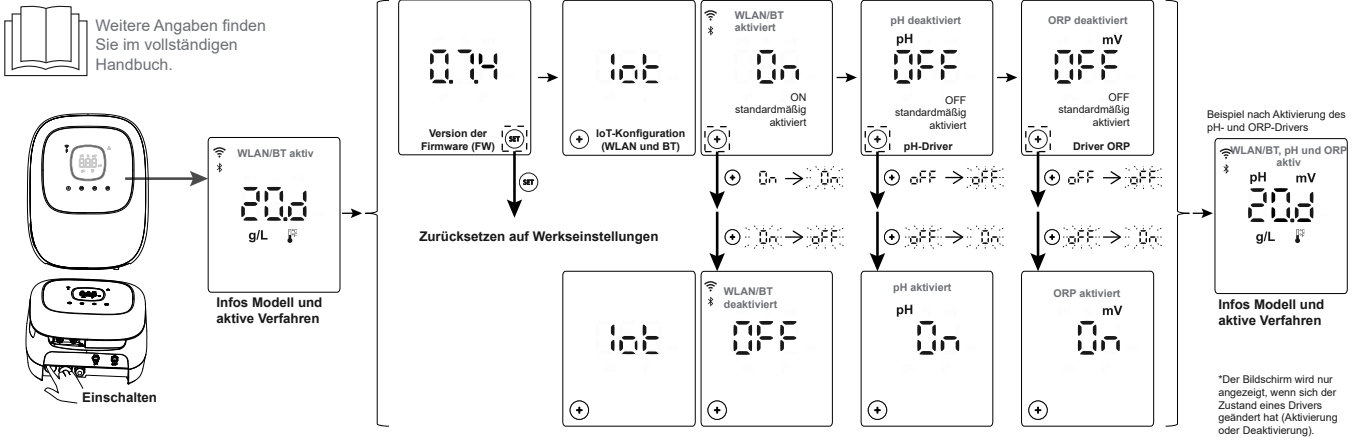 Weitere Angaben finden
Sie im vollständigen
Handbuch.
Einschalten
WLAN/BT aktiv
20.d
g/L
Infos Modell und
aktive Verfahren
0.7.4
Version der
Firmware (FW)
SET
SET
Zurücksetzen auf Werkseinstellungen
Iot
+
IoT-Konfiguration
(WLAN und BT)
WLAN/BT
aktiviert
On
ON
standardmäßig
aktiviert
+
+ On → On
+ On → oFF
pH deaktiviert
pH
OFF
OFF
standardmäßig
aktiviert
+
pH-Driver
+ oFF → oFF
+ oFF → On
ORP deaktiviert
mV
OFF
OFF
standardmäßig
aktiviert
+
Driver ORP
+ oFF → oFF
+ oFF → On
Iot
+
WLAN/BT
deaktiviert
OFF
+
pH aktiviert
pH
On
+
ORP aktiviert
mV
On
+
Beispiel nach Aktivierung des
pH- und ORP-Drivers
WLAN/BT, pH und ORP
aktiv
pH mV
20.d
g/L
Infos Modell und
aktive Verfahren
*Der Bildschirm wird nur
angezeigt, wenn sich der
Zustand eines Drivers
geändert hat (Aktivierung
oder Deaktivierung).